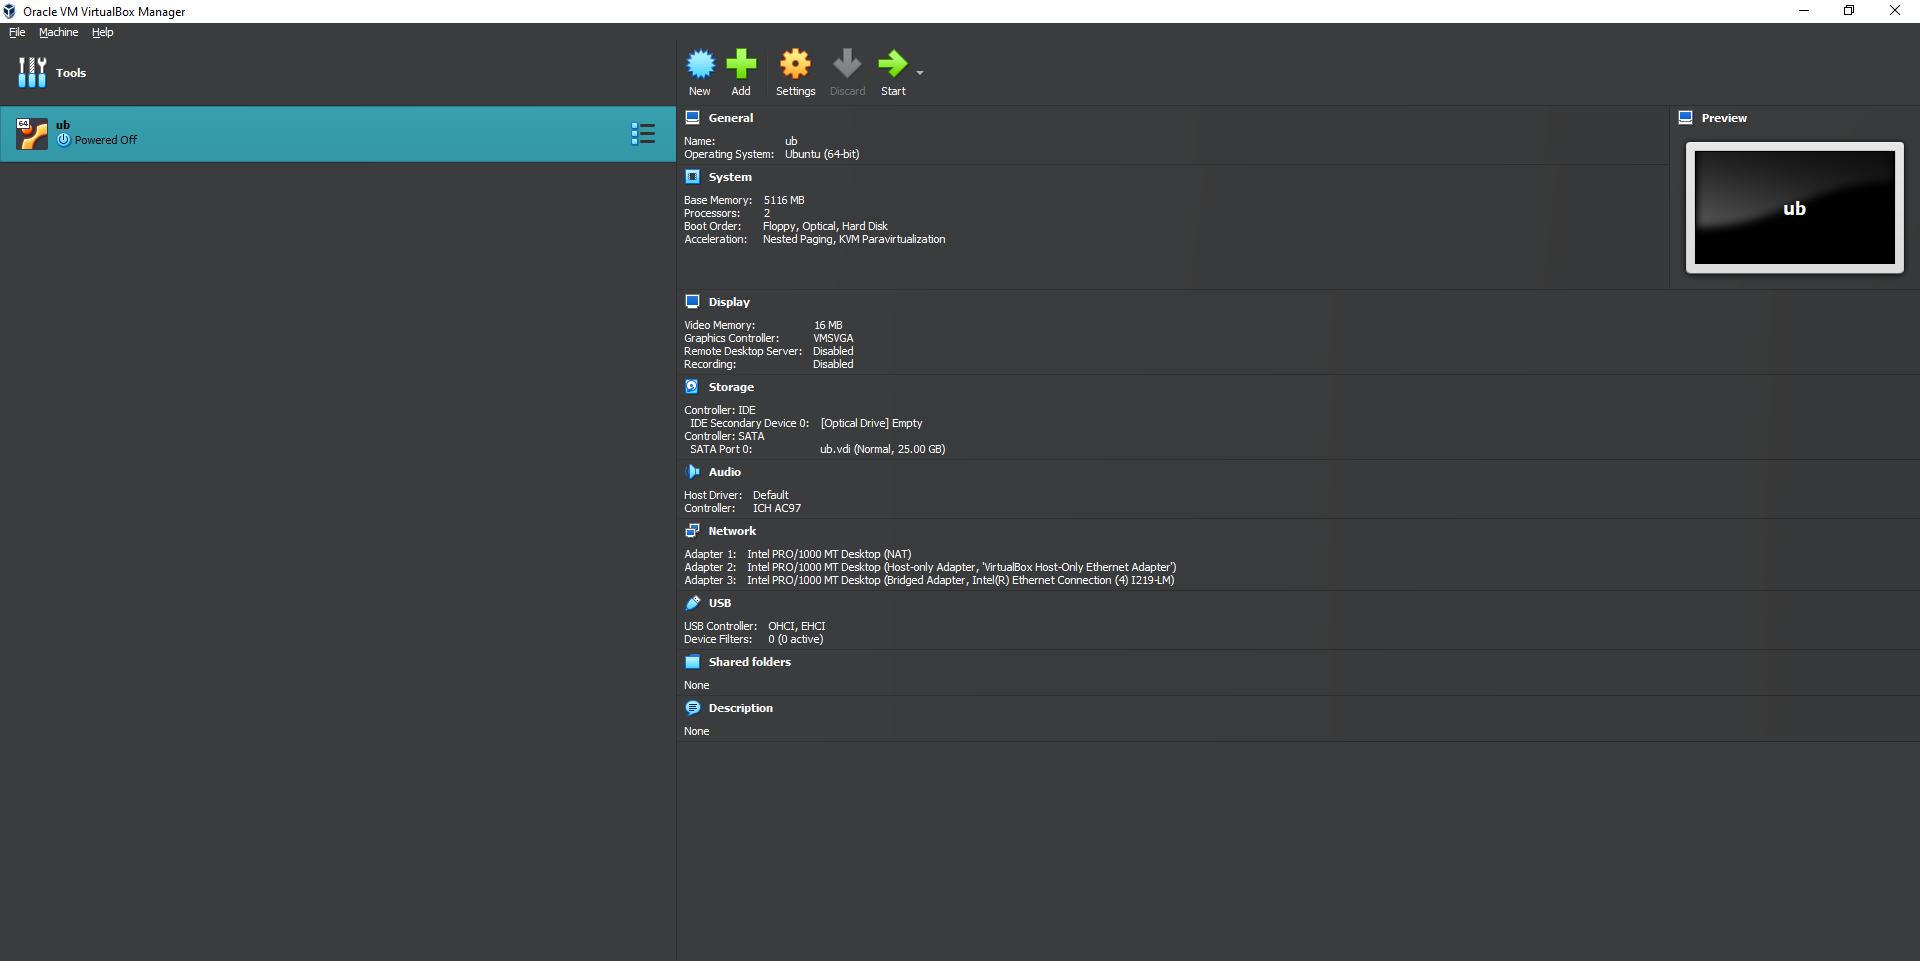 Oracle VM VirtualBox Manager
File Machine Help
Tools
New Add Settings Discard Start
64
ub
Powered Off
General
Name: ub
Operating System: Ubuntu (64-bit)
System
Base Memory: 5116 MB
Processors: 2
Boot Order: Floppy, Optical, Hard Disk
Acceleration: Nested Paging, KVM Paravirtualization
Preview
ub
Display
Video Memory: 16 MB
Graphics Controller: VMSVGA
Remote Desktop Server: Disabled
Recording: Disabled
Storage
Controller: IDE
IDE Secondary Device 0: [Optical Drive] Empty
Controller: SATA
SATA Port 0: ub.vdi (Normal, 25.00 GB)
Audio
Host Driver: Default
Controller: ICH AC97
Network
Adapter 1: Intel PRO/1000 MT Desktop (NAT)
Adapter 2: Intel PRO/1000 MT Desktop (Host-only Adapter, 'VirtualBox Host-Only Ethernet Adapter')
Adapter 3: Intel PRO/1000 MT Desktop (Bridged Adapter, Intel(R) Ethernet Connection (4) I219-LM)
USB
USB Controller: OHCI, EHCI
Device Filters: 0 (0 active)
Shared folders
None
Description
None